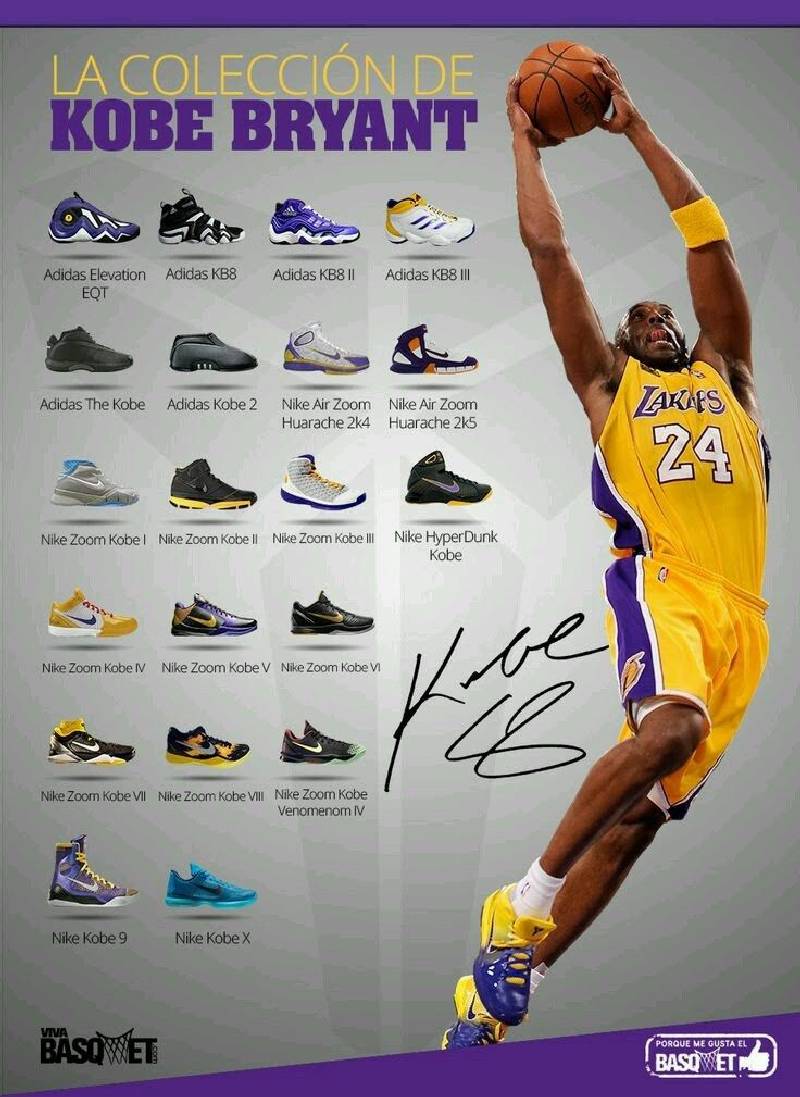 LA COLECCIÓN DE
KOBE BRYANT
Adidas Elevation
EQT
Adidas KB8
Adidas KB8 II
Adidas KB8 III
Adidas The Kobe
Adidas Kobe 2
Nike Air Zoom
Huarache 2k4
Nike Air Zoom
Huarache 2k5
Nike Zoom Kobe I
Nike Zoom Kobe II
Nike Zoom Kobe III
Nike HyperDunk
Kobe
Nike Zoom Kobe IV
Nike Zoom Kobe V
Nike Zoom Kobe VI
Nike Zoom Kobe VII
Nike Zoom Kobe VIII
Nike Zoom Kobe
Venomenom IV
Nike Kobe 9
Nike Kobe X
LAKERS
24
Kobe
VIVA
BASQUET
.COM
PORQUE ME GUSTA EL
BASQUET